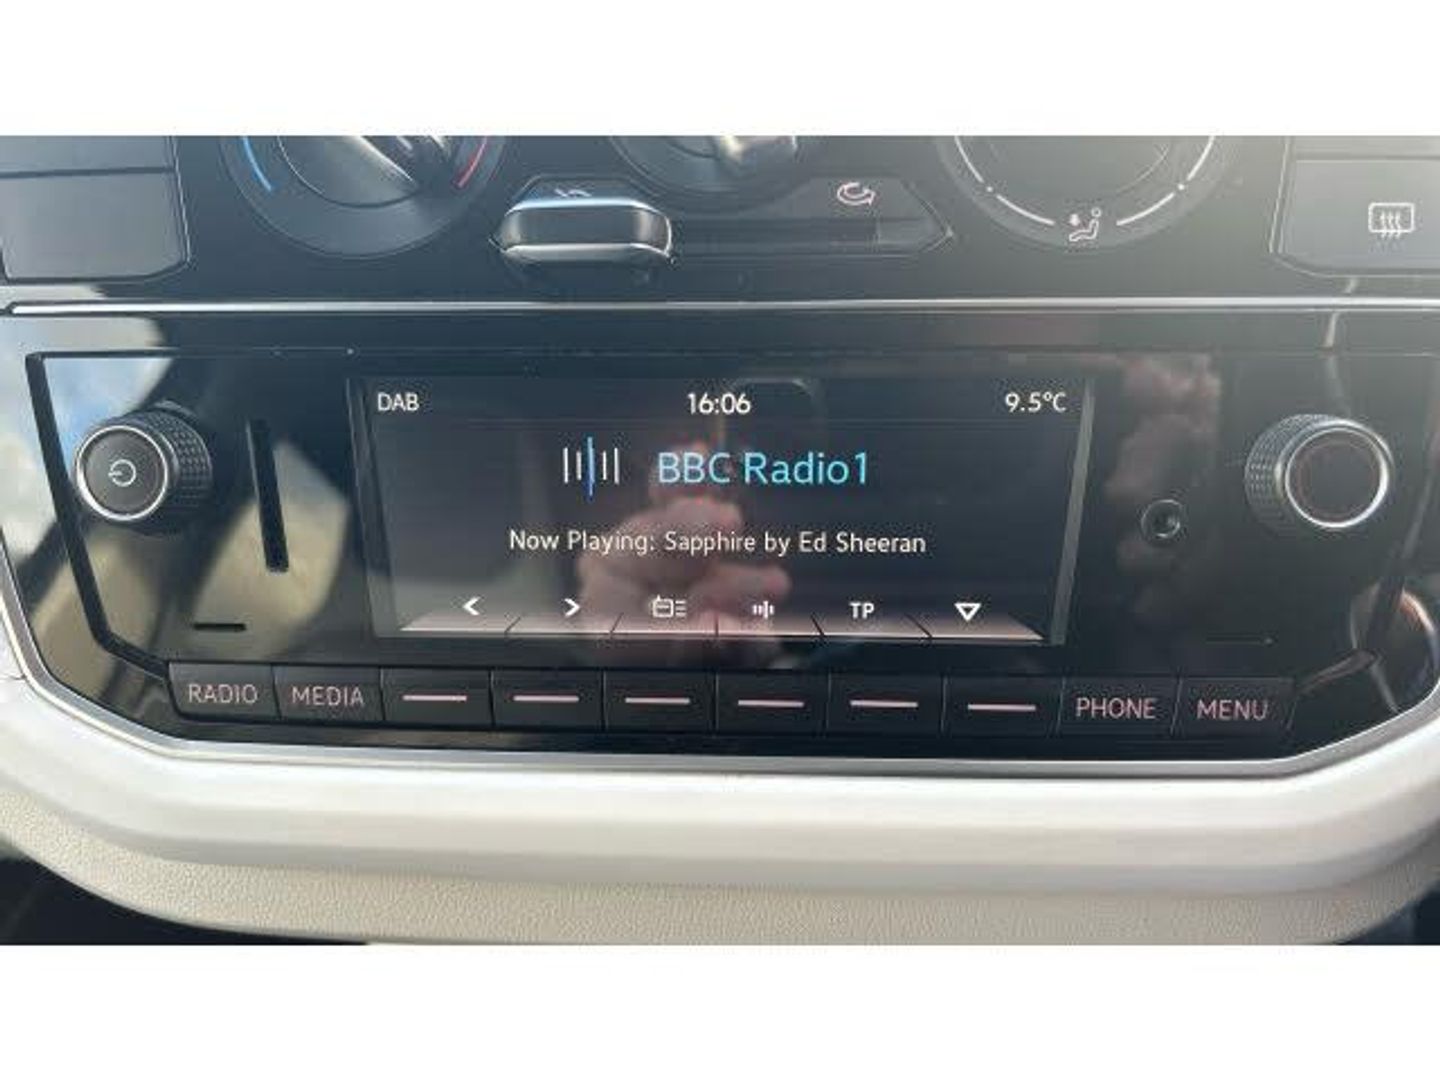 DAB 16:06 9.5°C
BBC Radio1
Now Playing: Sapphire by Ed Sheeran
TP
RADIO MEDIA PHONE MENU